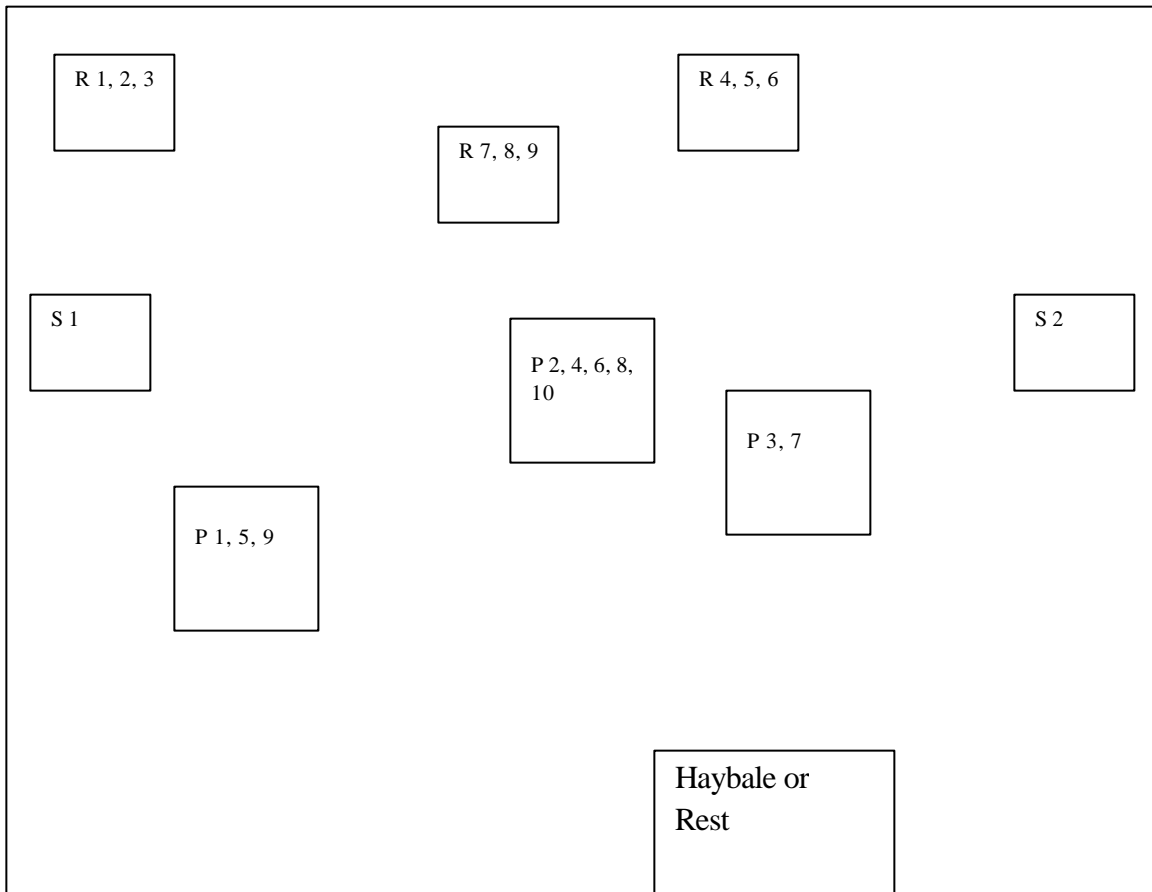 R 1, 2, 3
R 4, 5, 6
R 7, 8, 9
S 1
S 2
P 2, 4, 6, 8,
10
P 3, 7
P 1, 5, 9
Haybale or
Rest